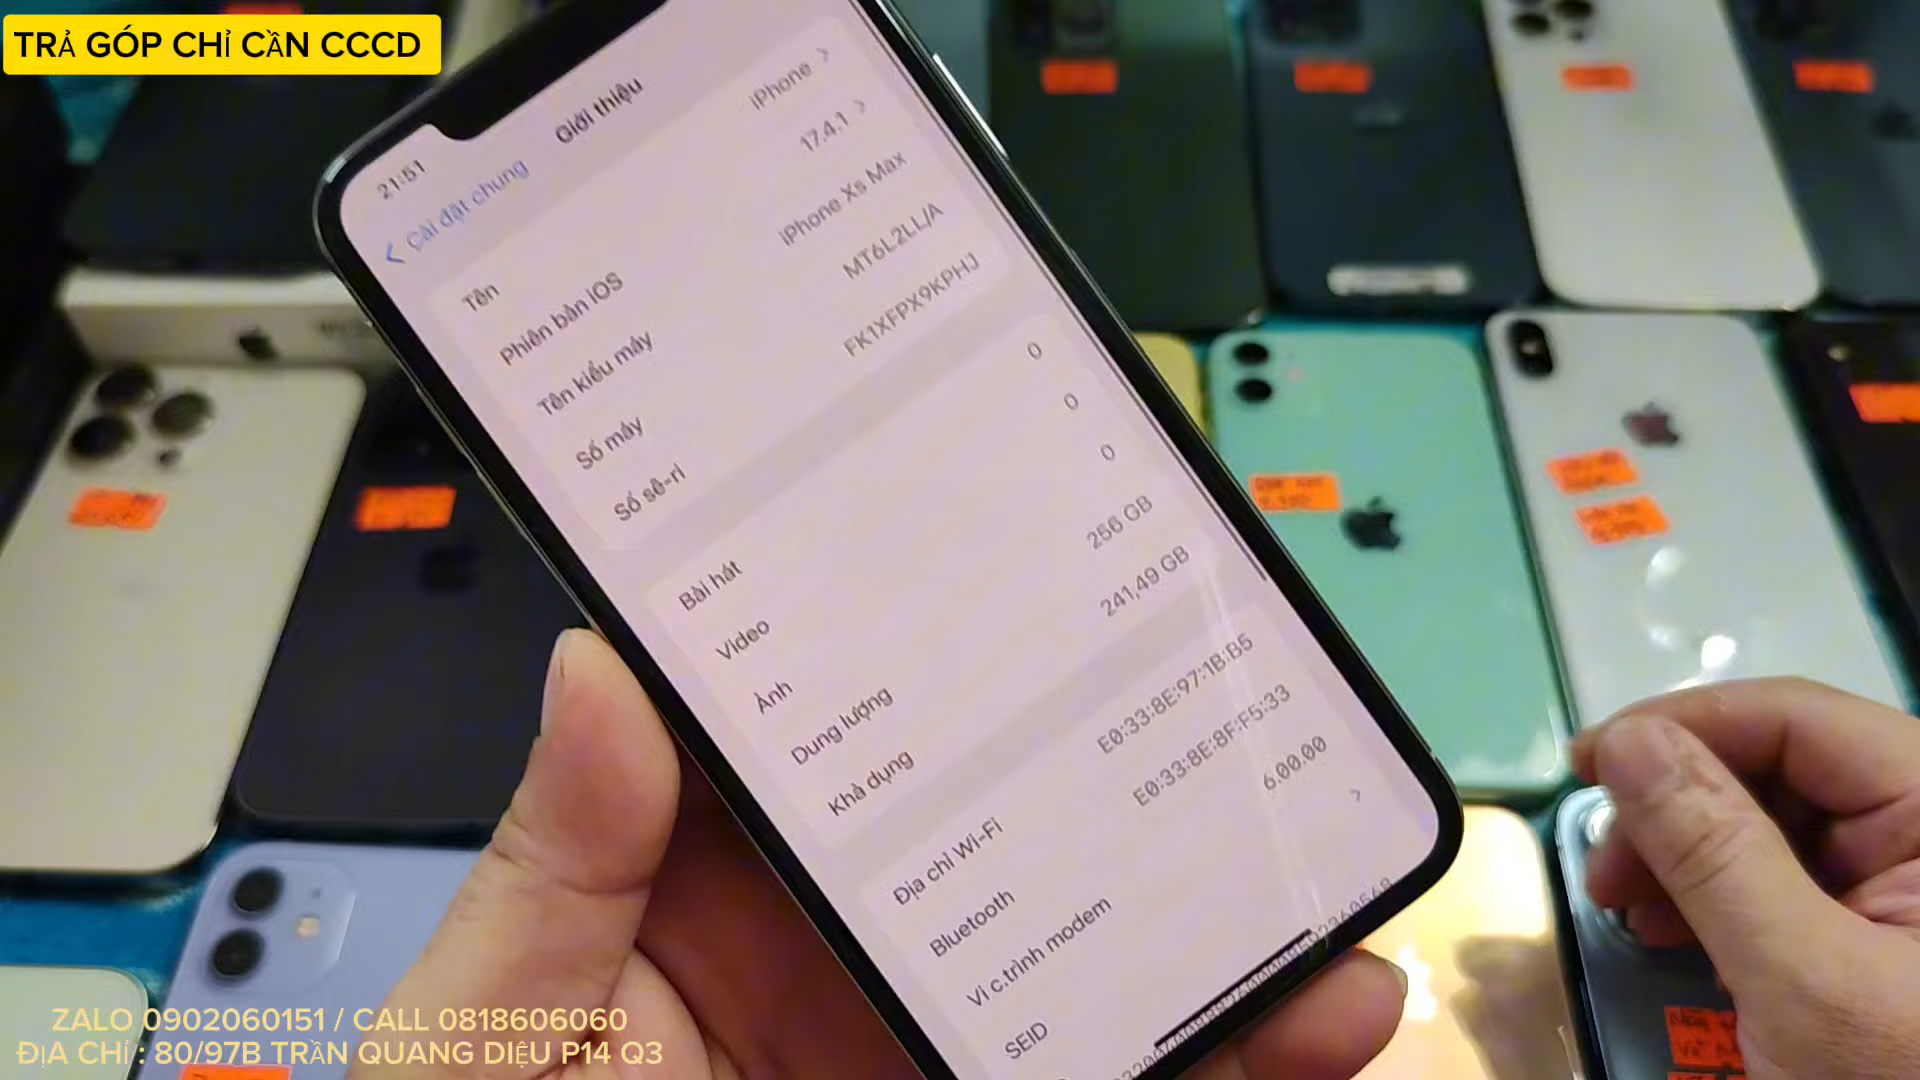 TRẢ GÓP CHỈ CẦN CCCD
21:51
Cài đặt chung
Giới thiệu
Tên iPhone
Phiên bản iOS 17.4.1
Tên kiểu máy iPhone Xs Max
Số máy MT6L2LL/A
Số sê-ri FK1XFPX9KPHJ
Bài hát 0
Video 0
Ảnh 0
Dung lượng 256 GB
Khả dụng 241,49 GB
Địa chỉ Wi-Fi E0:33:8E:97:1B:B5
Bluetooth E0:33:8E:8F:F5:33
Vi c.trình modem 6.00.00
SEID
ZALO 0902060151 / CALL 0818606060
ĐỊA CHỈ : 80/97B TRẦN QUANG DIỆU P14 Q3